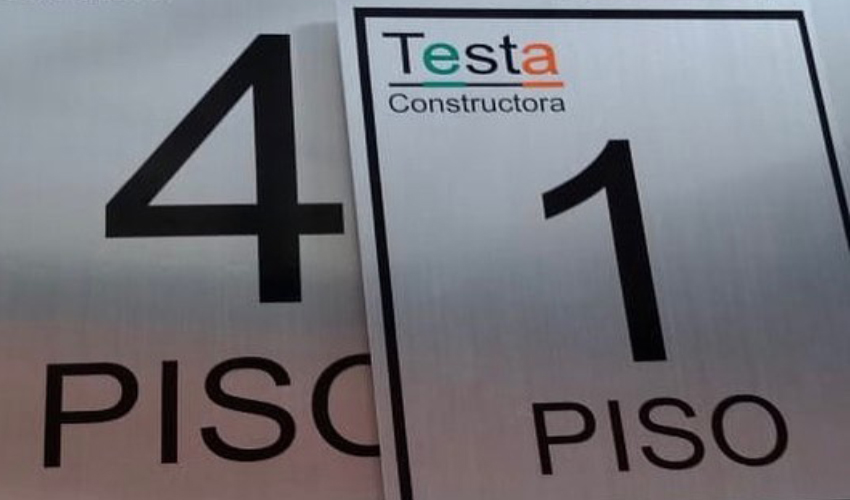 4
PISO
Testa
Constructora
1
PISO